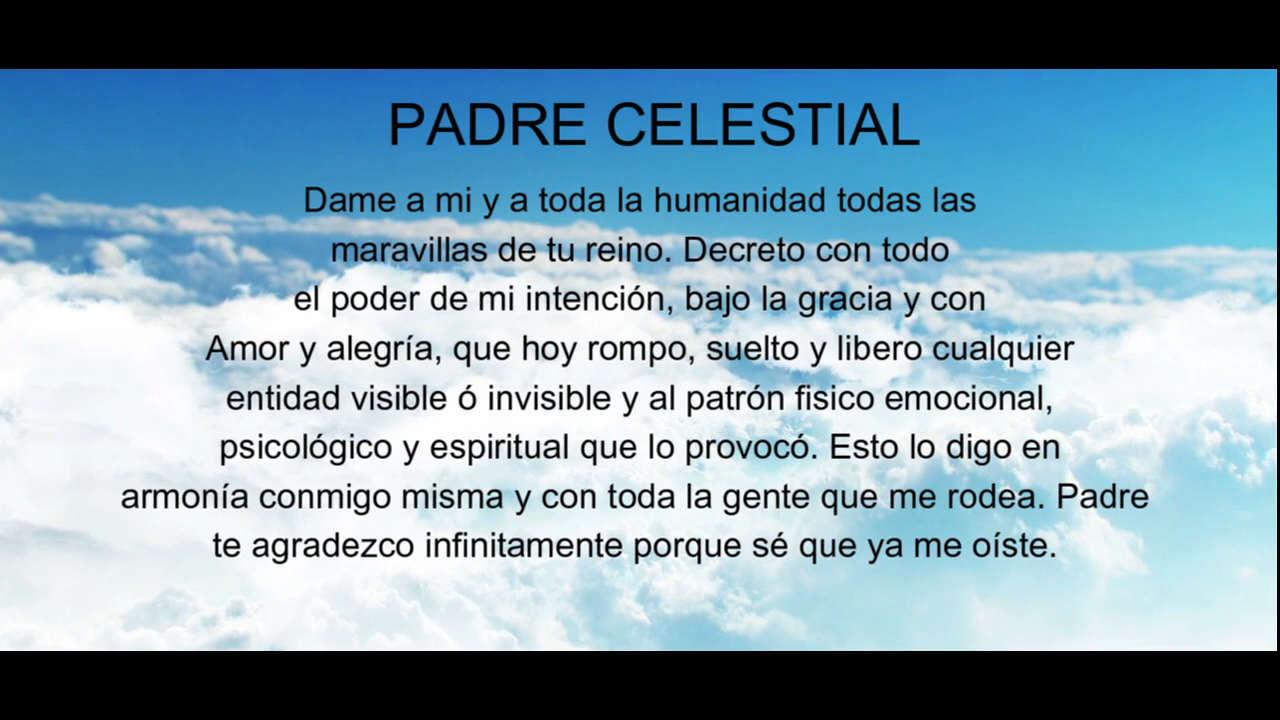 PADRE CELESTIAL
Dame a mi y a toda la humanidad todas las
maravillas de tu reino. Decreto con todo
el poder de mi intención, bajo la gracia y con
Amor y alegría, que hoy rompo, suelto y libero cualquier
entidad visible ó invisible y al patrón fisico emocional,
psicológico y espiritual que lo provocó. Esto lo digo en
armonía conmigo misma y con toda la gente que me rodea. Padre
te agradezco infinitamente porque sé que ya me oíste.